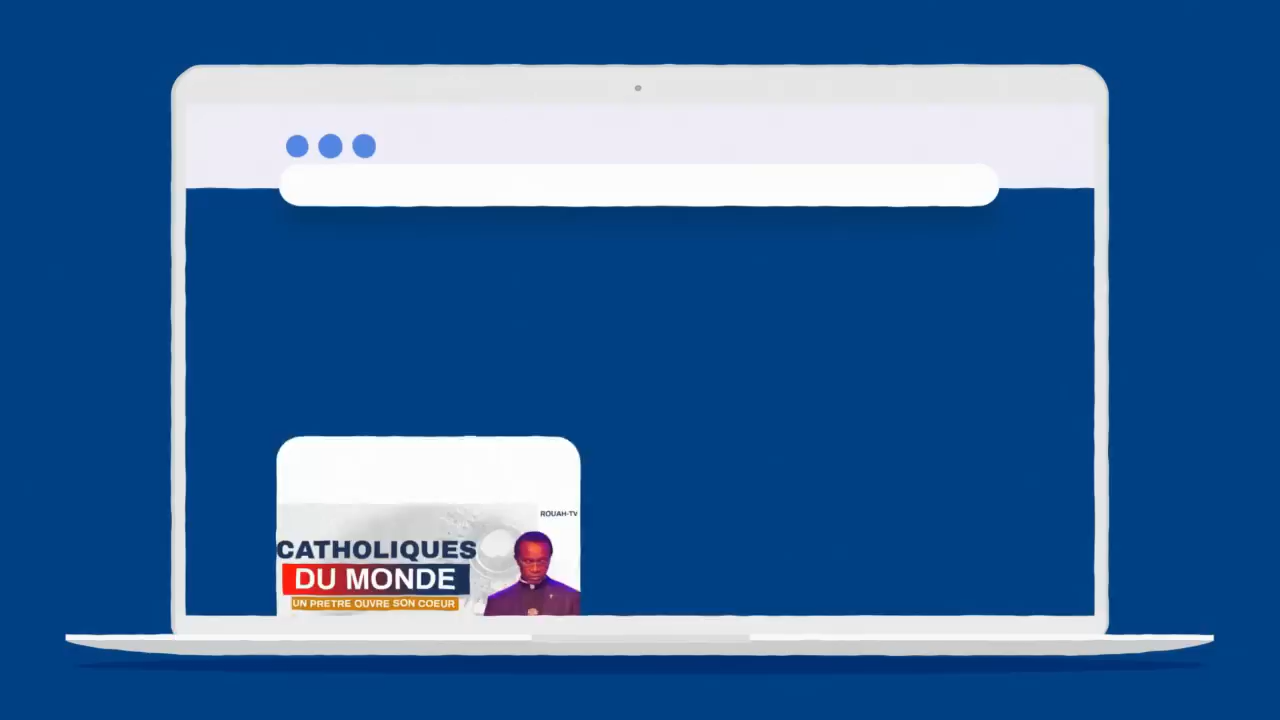 ROUAH-TV
CATHOLIQUES
DU MONDE
UN PRETRE OUVRE SON COEUR